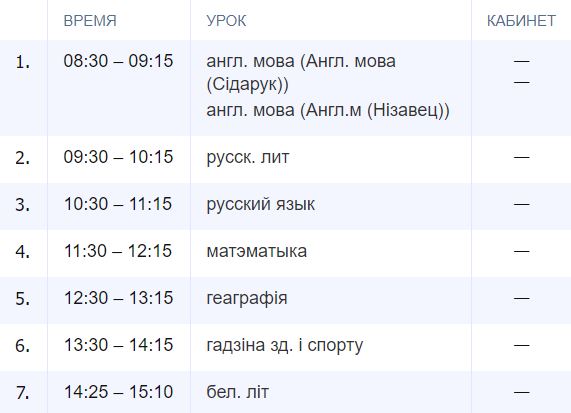 ВРЕМЯ УРОК КАБИНЕТ
1. 08:30 – 09:15 англ. мова (Англ. мова —
(Сідарук)) —
англ. мова (Англ.м (Нізавец))
2. 09:30 – 10:15 русск. лит —
3. 10:30 – 11:15 русский язык —
4. 11:30 – 12:15 матэматыка —
5. 12:30 – 13:15 геаграфія —
6. 13:30 – 14:15 гадзіна зд. і спорту —
7. 14:25 – 15:10 бел. літ —